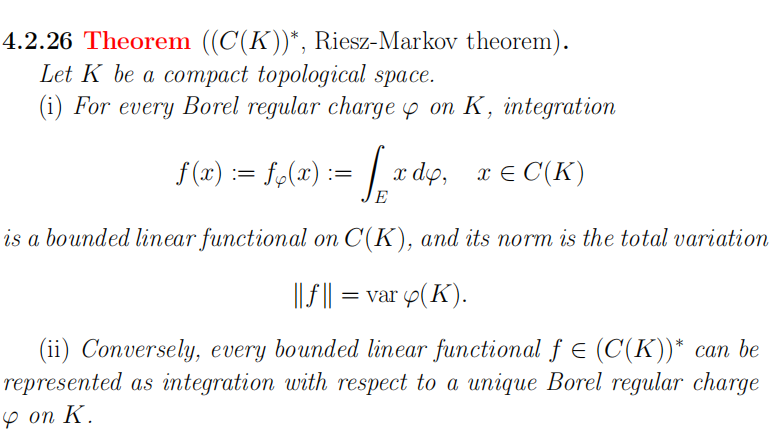 4.2.26 Theorem ((C(K))*, Riesz-Markov theorem).
Let K be a compact topological space.
(i) For every Borel regular charge φ on K, integration
f(x) := f_φ(x) := ∫_E x dφ, x ∈ C(K)
is a bounded linear functional on C(K), and its norm is the total variation
‖f‖ = var φ(K).
(ii) Conversely, every bounded linear functional f ∈ (C(K))* can be
represented as integration with respect to a unique Borel regular charge
φ on K.